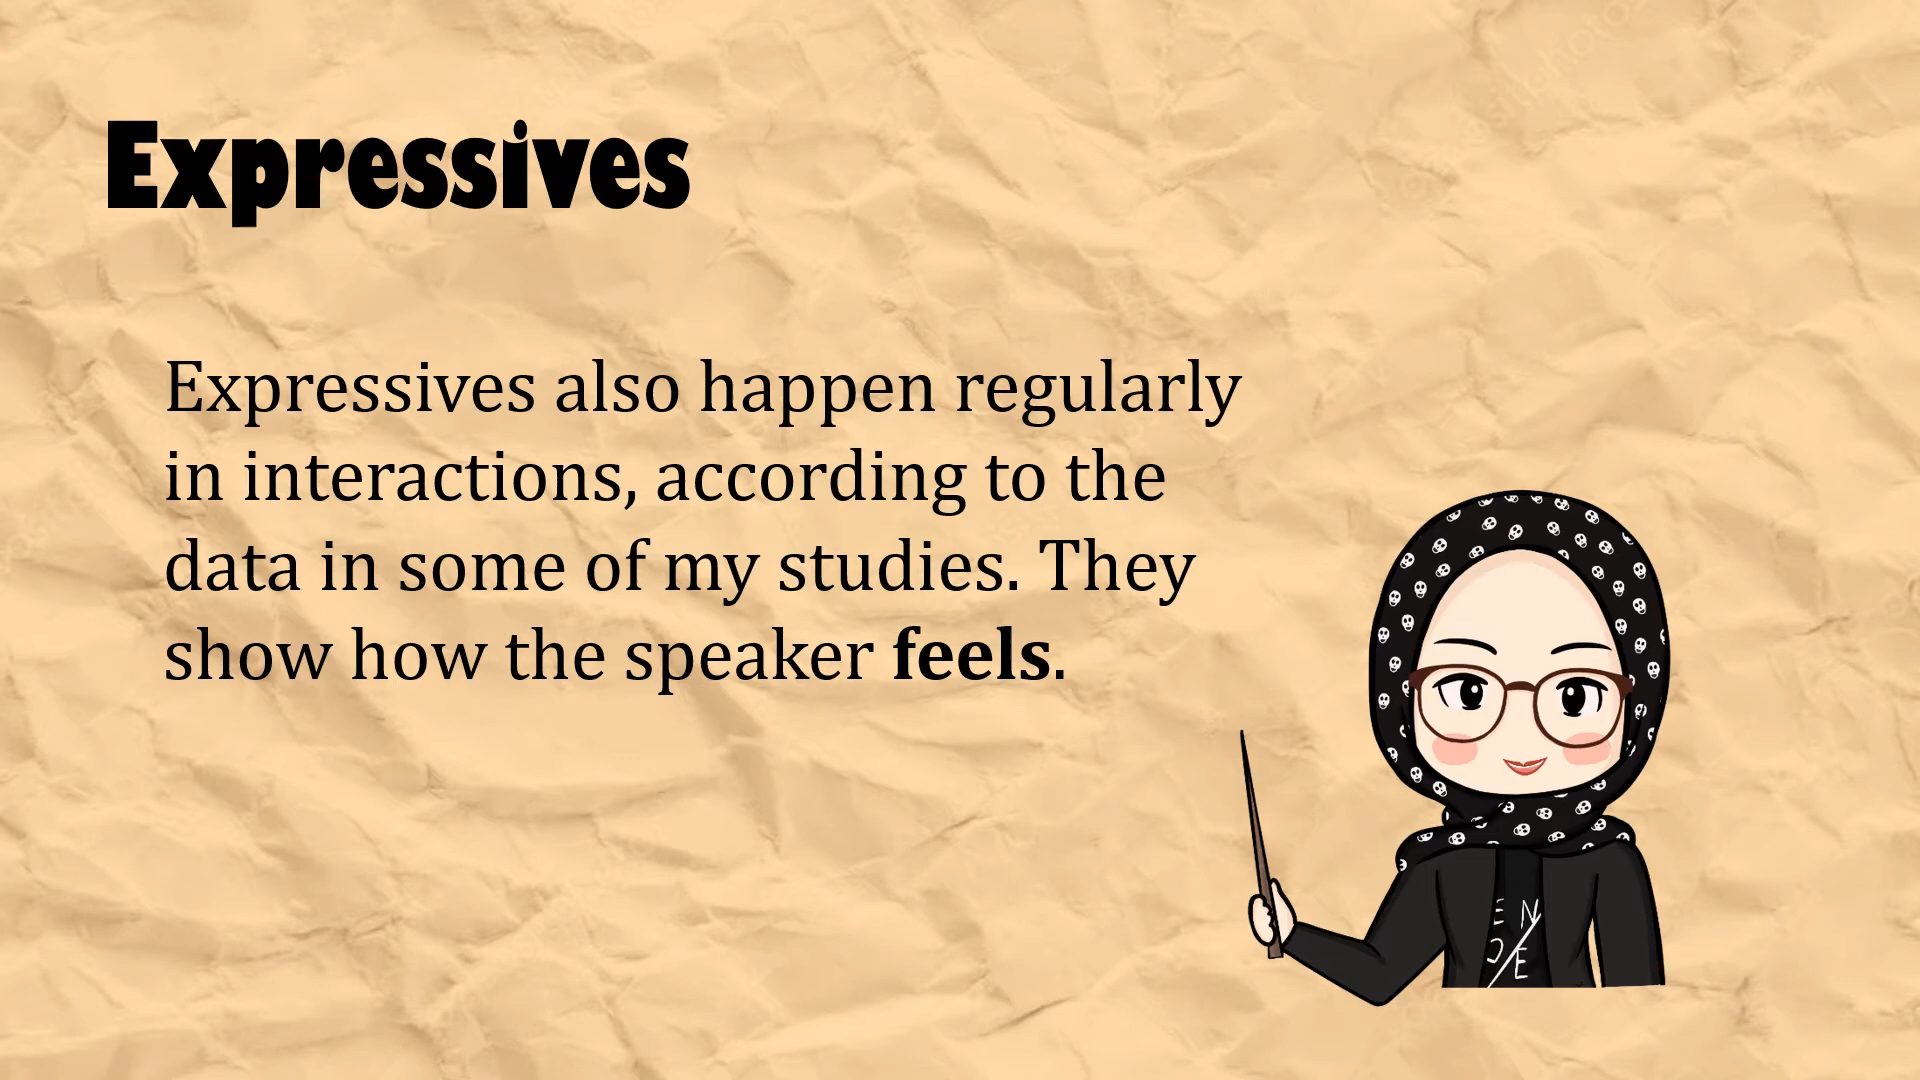 Expressives
Expressives also happen regularly
in interactions, according to the
data in some of my studies. They
show how the speaker feels.
E N